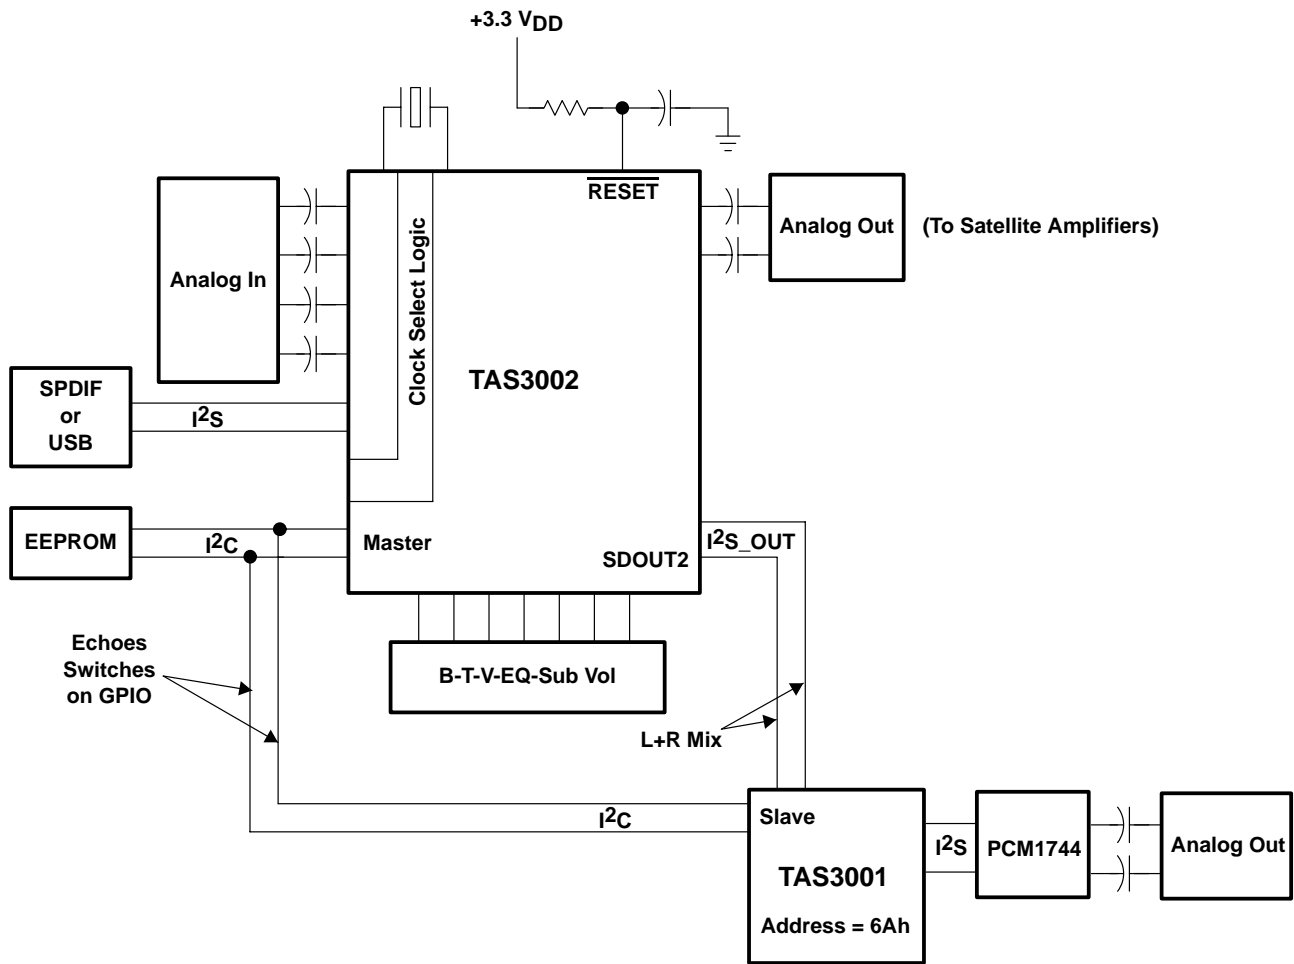 +3.3 VDD
RESET
Analog In
Clock Select Logic
TAS3002
Analog Out
(To Satellite Amplifiers)
SPDIF
or
USB
I2S
EEPROM
I2C
Master
SDOUT2
I2S_OUT
Echoes
Switches
on GPIO
B-T-V-EQ-Sub Vol
L+R Mix
I2C
Slave
TAS3001
Address = 6Ah
I2S
PCM1744
Analog Out